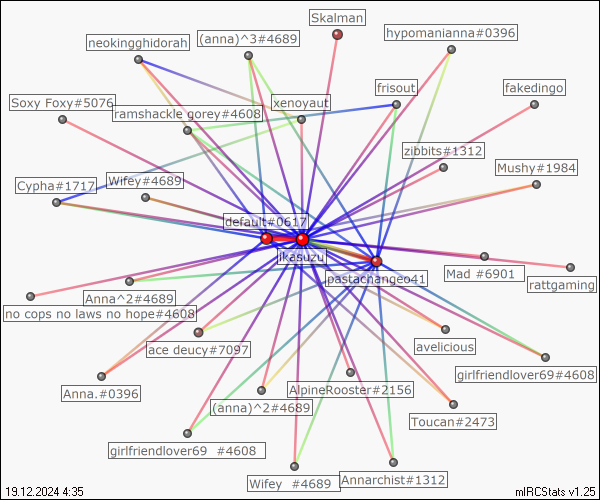 Skalman
neokingghidorah
(anna)^3#4689
hypomanianna#0396
frisout
fakedingo
Soxy Foxy#5076
ramshackle gorey#4608
xenoyaut
zibbits#1312
Mushy#1984
Cypha#1717
Wifey#4689
default#0617
ikasuzu
pastachangeo41
Mad #6901
rattgaming
Anna^2#4689
no cops no laws no hope#4608
ace deucy#7097
avelicious
girlfriendlover69#4608
Anna.#0396
AlpineRooster#2156
(anna)^2#4689
Toucan#2473
girlfriendlover69 #4608
Wifey #4689
Annarchist#1312
19.12.2024 4:35
mIRCStats v1.25